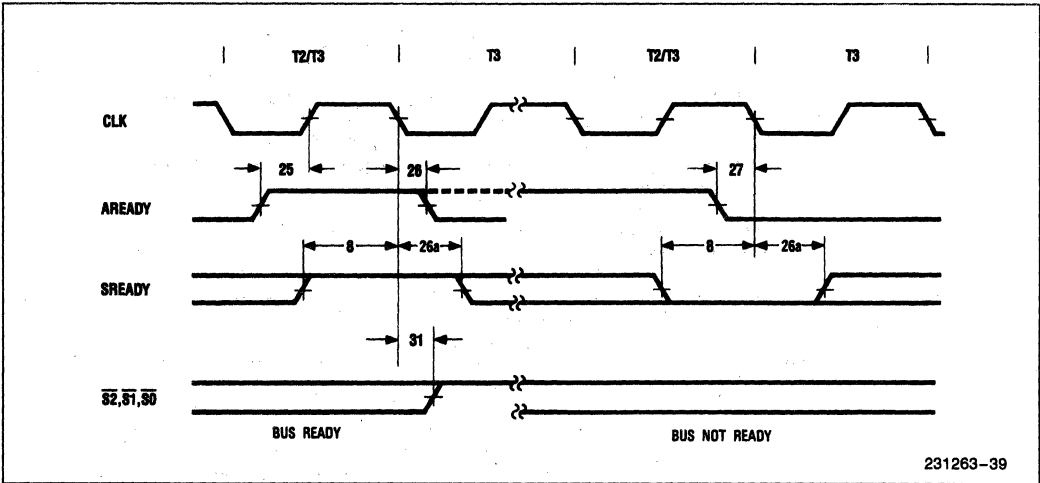 T2/T3 T3 T2/T3 T3
CLK
25 26 27
AREADY
8 26a 8 26a
SREADY
31
S2,S1,S0
BUS READY BUS NOT READY
231263-39